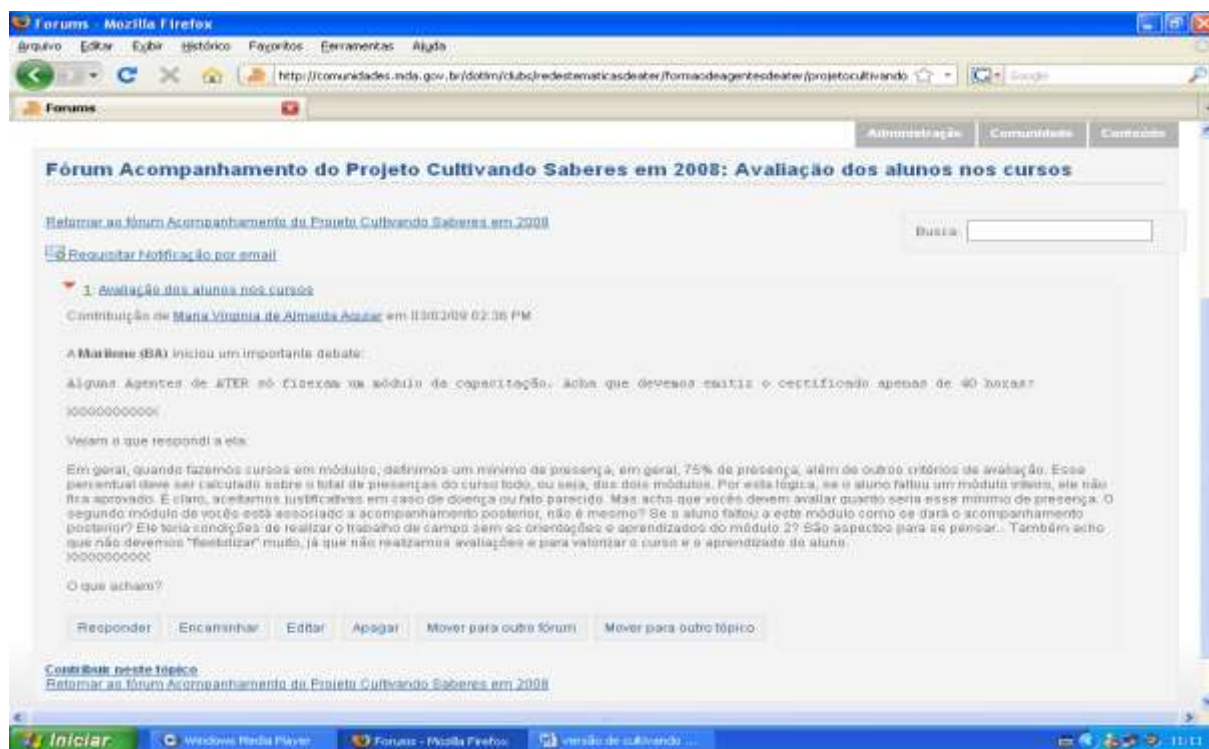 Forums - Mozilla Firefox
Arquivo Editar Exibir Histórico Favoritos Ferramentas Ajuda
http://comunidades.mda.gov.br/dotlrn/clubs/redestematicasdeater/formaodeagentesdeater/projetocultivando
Google
Forums
Administração Comunidade Conteúdo
Fórum Acompanhamento do Projeto Cultivando Saberes em 2008: Avaliação dos alunos nos cursos
Retornar ao fórum Acompanhamento do Projeto Cultivando Saberes em 2008
Busca
Requisitar Notificação por email
1: Avaliação dos alunos nos cursos
Contribuição de Maria Virginia de Almeida Aguiar em 03/02/09 02:36 PM
A Marilene (BA) iniciou um importante debate:
Alguns Agentes de ATER só fizeram um módulo da capacitação. Acha que devemos emitir o certificado apenas de 40 horas?
Vejam o que respondi a ela:
Em geral, quando fazemos cursos em módulos, definimos um mínimo de presença, em geral, 75% de presença, além de outros critérios de avaliação. Esse
percentual deve ser calculado sobre o total de presenças do curso todo, ou seja, dos dois módulos. Por esta lógica, se o aluno faltou um módulo inteiro, ele não
fica aprovado. É claro, aceitamos justificativas em caso de doença ou fato parecido. Mas acho que vocês devem avaliar quanto seria esse mínimo de presença. O
segundo módulo de vocês está associado a acompanhamento posterior, não é mesmo? Se o aluno faltou a este módulo como se dará o acompanhamento
posterior? Ele teria condições de realizar o trabalho de campo sem as orientações e aprendizados do módulo 2? São aspectos para se pensar... Também acho
que não devemos "flexibilizar" muito, já que não realizamos avaliações e para valorizar o curso e o aprendizado do aluno.
O que acham?
Responder Encaminhar Editar Apagar Mover para outro fórum Mover para outro tópico
Contribuir neste tópico
Retornar ao fórum Acompanhamento do Projeto Cultivando Saberes em 2008
Iniciar Windows Media Player Forums - Mozilla Firefox versão de cultivando ... 11:11